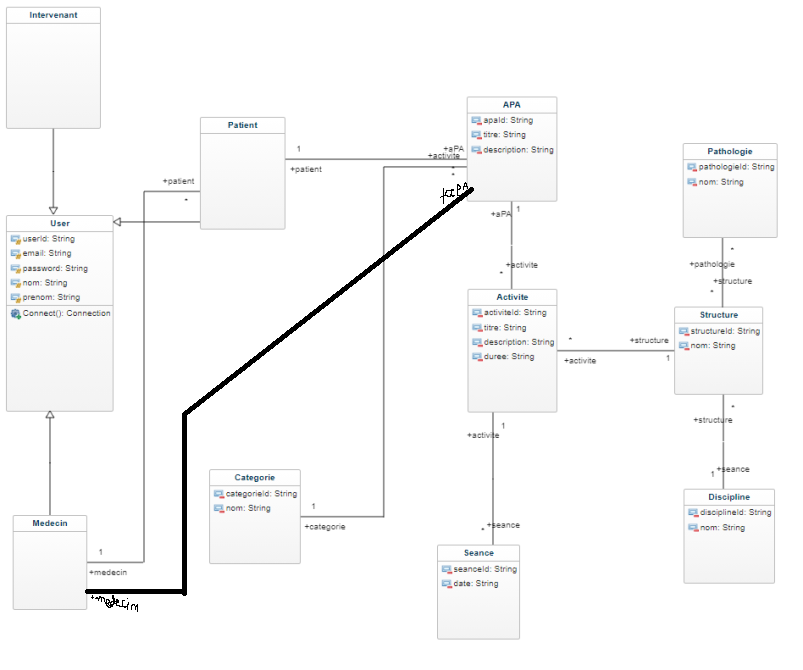 Intervenant
Patient
1
+patient
+aPA
+activite
*
*
APA
apaId: String
titre: String
description: String
Pathologie
pathologieId: String
nom: String
+patient
*
User
userId: String
email: String
password: String
nom: String
prenom: String
Connect(): Connection
+aPA
1
*
+activite
*
+pathologie
+structure
*
Activite
activiteId: String
titre: String
description: String
duree: String
*
+activite
+structure
1
Structure
structureId: String
nom: String
*
+structure
1
+seance
Discipline
disciplineId: String
nom: String
1
+activite
+seance
*
Seance
seanceId: String
date: String
Categorie
categorieId: String
nom: String
1
+categorie
Medecin
1
+medecin
+medecin